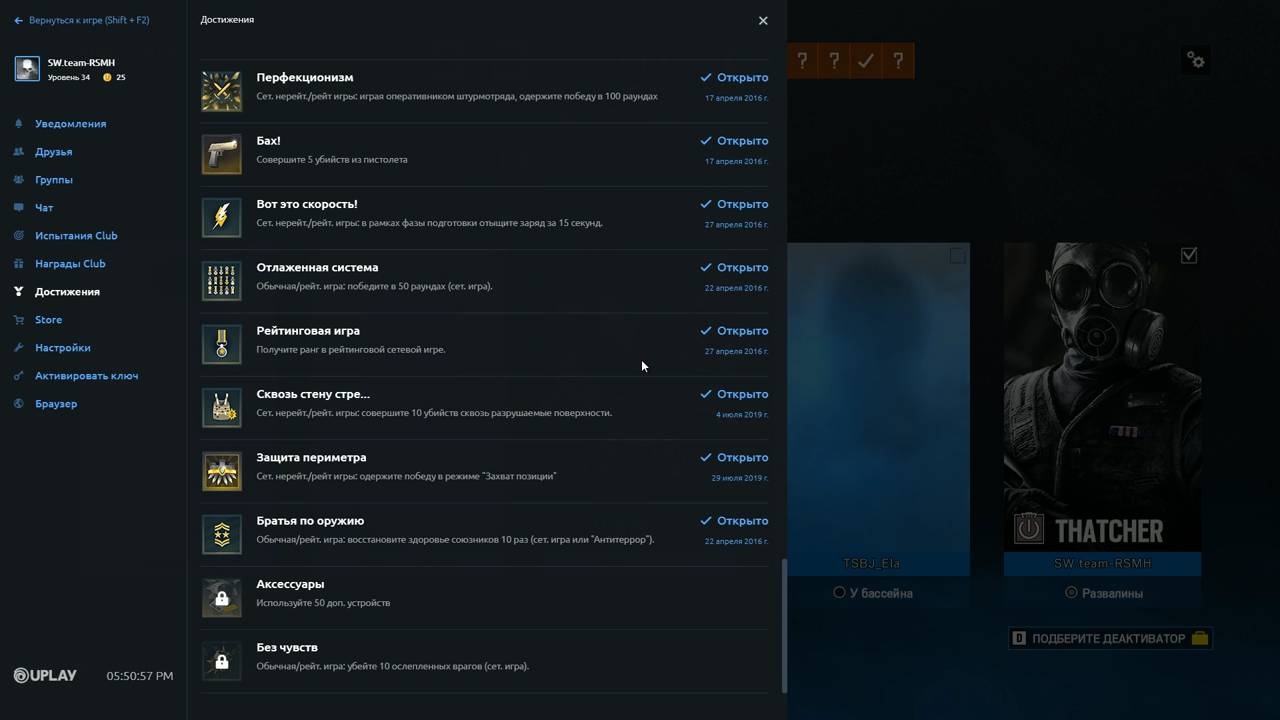 Вернуться к игре (Shift + F2)
SW.team-RSMH
Уровень 34 25
Уведомления
Друзья
Группы
Чат
Испытания Club
Награды Club
Достижения
Store
Настройки
Активировать ключ
Браузер
UPLAY 05:50:57 PM
Достижения
Перфекционизм
Сет. нерейт./рейт игры: играя оперативником штурмотряда, одержите победу в 100 раундах
Открыто
17 апреля 2016 г.
Бах!
Совершите 5 убийств из пистолета
Открыто
17 апреля 2016 г.
Вот это скорость!
Сет. нерейт./рейт. игры: в рамках фазы подготовки отыщите заряд за 15 секунд.
Открыто
27 апреля 2016 г.
Отлаженная система
Обычная/рейт. игра: победите в 50 раундах (сет. игра).
Открыто
22 апреля 2016 г.
Рейтинговая игра
Получите ранг в рейтинговой сетевой игре.
Открыто
27 апреля 2016 г.
Сквозь стену стре...
Сет. нерейт./рейт. игры: совершите 10 убийств сквозь разрушаемые поверхности.
Открыто
4 июля 2019 г.
Защита периметра
Сет. нерейт./рейт игры: одержите победу в режиме "Захват позиции"
Открыто
29 июля 2019 г.
Братья по оружию
Обычная/рейт. игра: восстановите здоровье союзников 10 раз (сет. игра или "Антитеррор").
Открыто
22 апреля 2016 г.
Аксессуары
Используйте 50 доп. устройств
Без чувств
Обычная/рейт. игра: убейте 10 ослепленных врагов (сет. игра).
? ? ?
THATCHER
TSBJ_Ela
SW.team-RSMH
У бассейна
Развалины
D ПОДБЕРИТЕ ДЕАКТИВАТОР